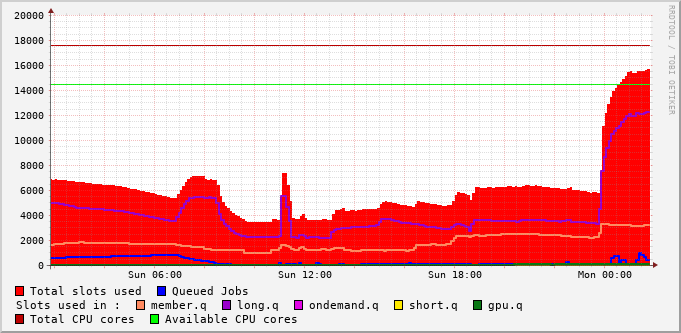 20000
18000
16000
14000
12000
10000
8000
6000
4000
2000
0
Sun 06:00 Sun 12:00 Sun 18:00 Mon 00:00
RRDTOOL / TOBI OETIKER
Total slots used Queued Jobs
Slots used in : member.q long.q ondemand.q short.q gpu.q
Total CPU cores Available CPU cores